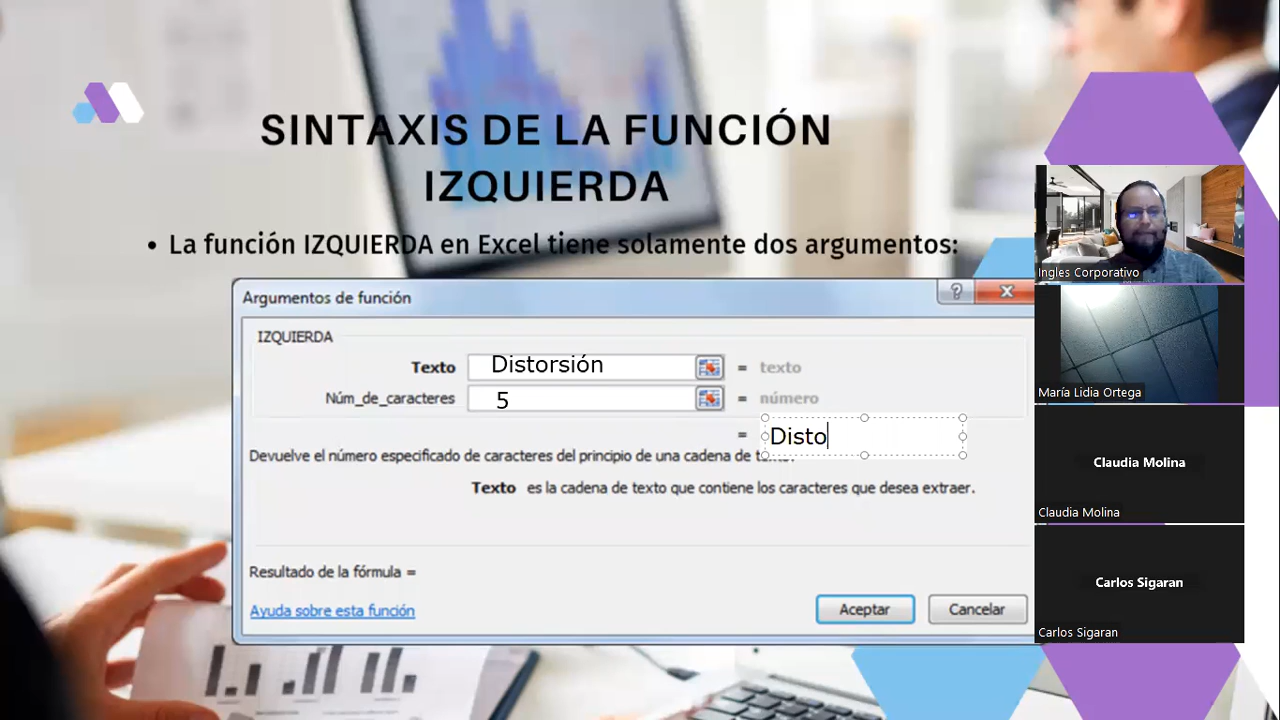 SINTAXIS DE LA FUNCIÓN
IZQUIERDA
• La función IZQUIERDA en Excel tiene solamente dos argumentos:
Argumentos de función
IZQUIERDA
Texto Distorsión = texto
Núm_de_caracteres 5 = número
= Disto
Devuelve el número especificado de caracteres del principio de una cadena de
Texto es la cadena de texto que contiene los caracteres que desea extraer.
Resultado de la fórmula =
Ayuda sobre esta función
Aceptar
Cancelar
Ingles Corporativo
María Lidia Ortega
Claudia Molina
Claudia Molina
Carlos Sigaran
Carlos Sigaran